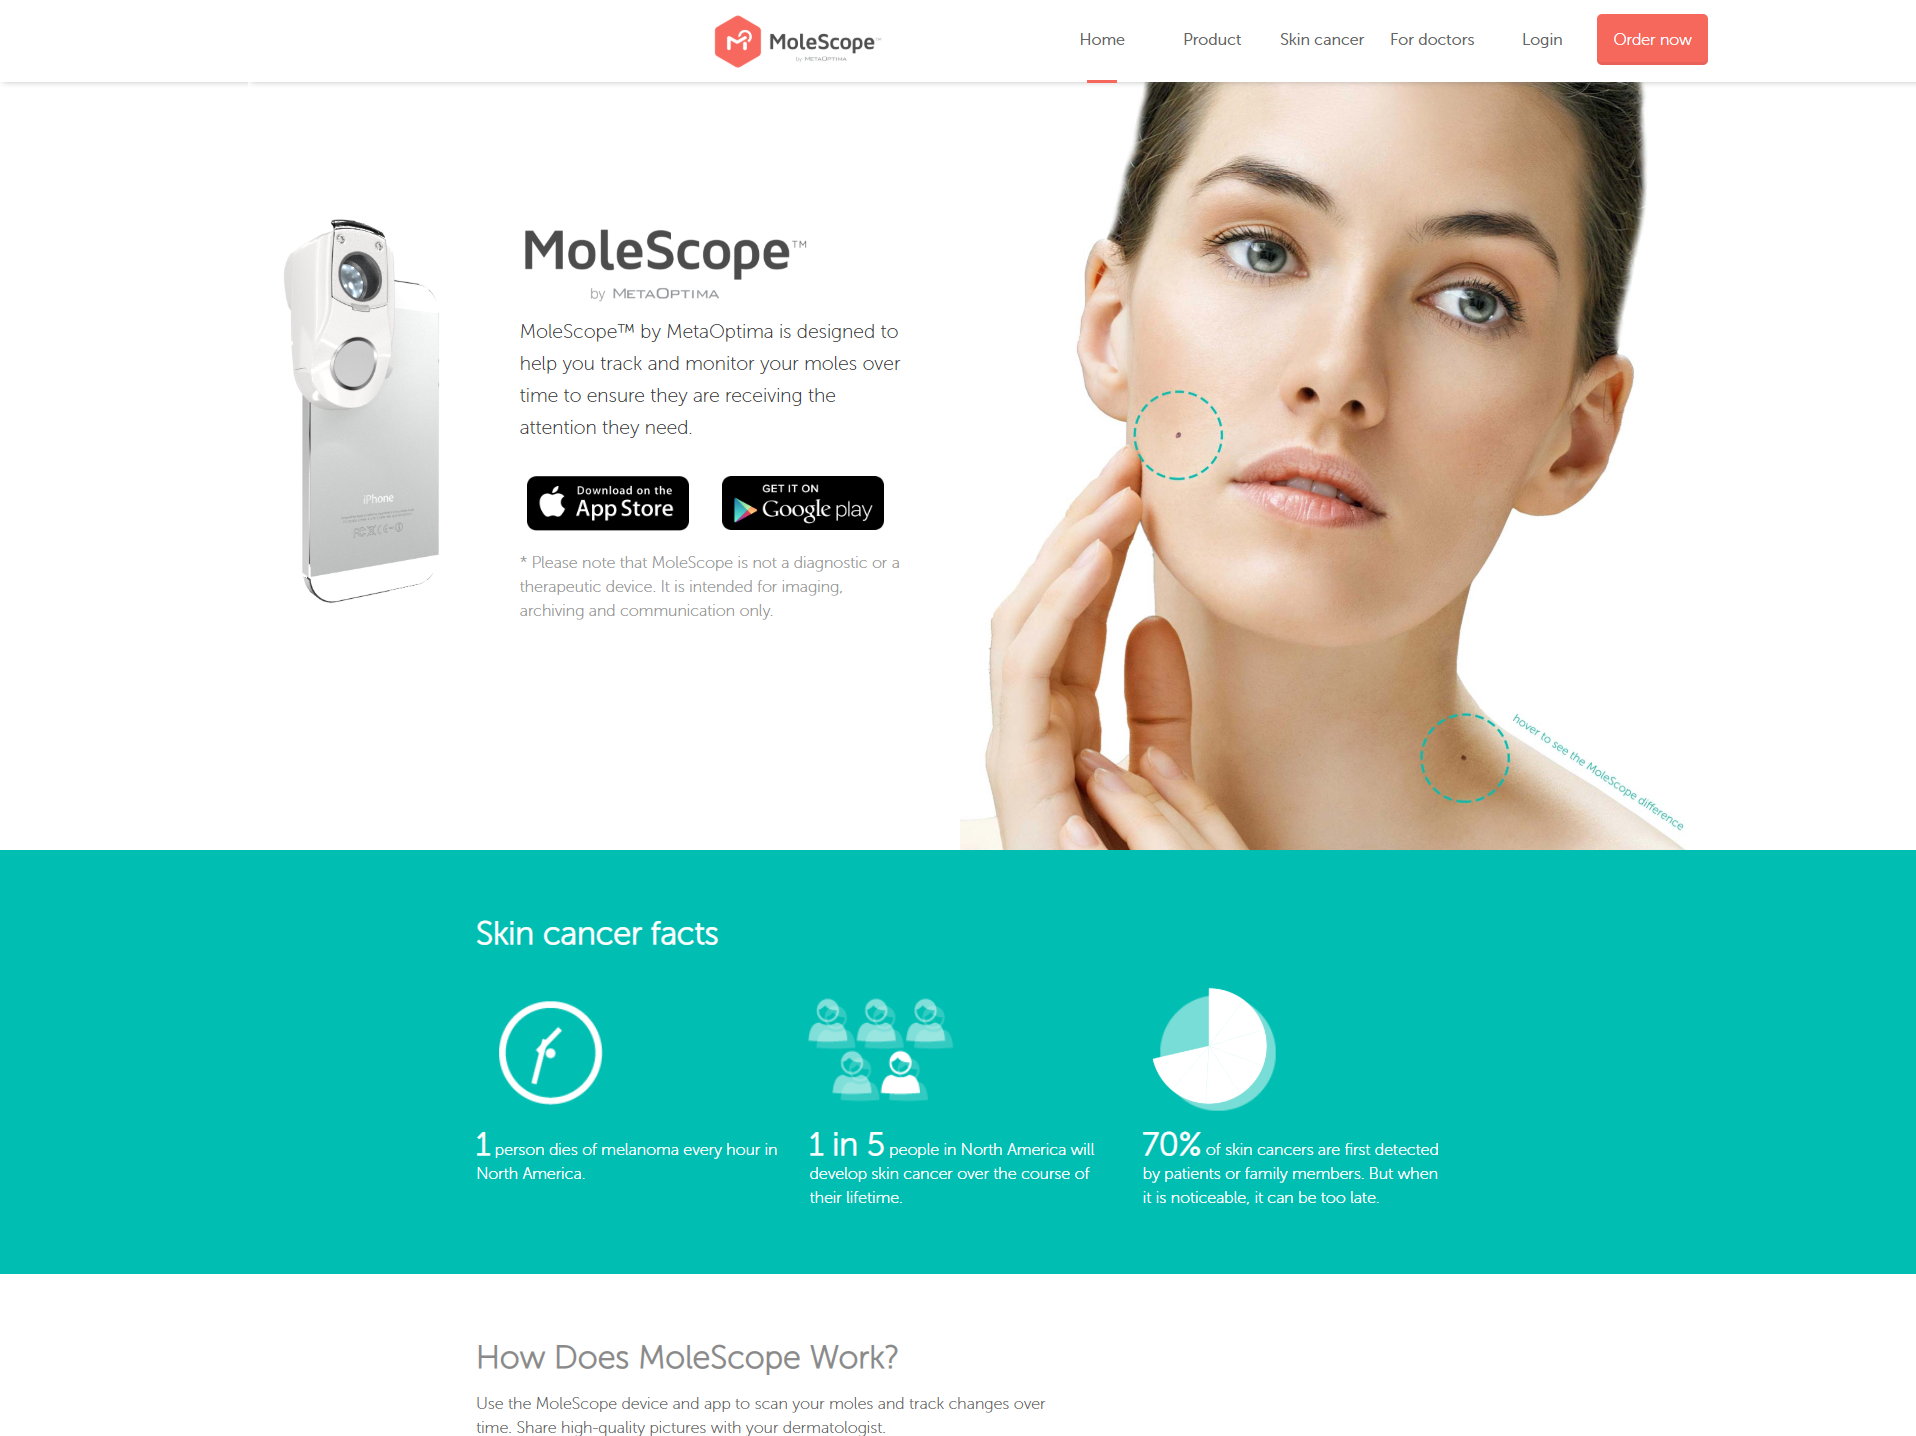 MoleScope™
by METAOPTIMA
Home
Product
Skin cancer
For doctors
Login
Order now
MoleScope™
by METAOPTIMA
MoleScope™ by MetaOptima is designed to
help you track and monitor your moles over
time to ensure they are receiving the
attention they need.
Download on the
App Store
GET IT ON
Google play
* Please note that MoleScope is not a diagnostic or a
therapeutic device. It is intended for imaging,
archiving and communication only.
iPhone
hover to see the MoleScope difference
Skin cancer facts
1 person dies of melanoma every hour in
North America.
1 in 5 people in North America will
develop skin cancer over the course of
their lifetime.
70% of skin cancers are first detected
by patients or family members. But when
it is noticeable, it can be too late.
How Does MoleScope Work?
Use the MoleScope device and app to scan your moles and track changes over
time. Share high-quality pictures with your dermatologist.